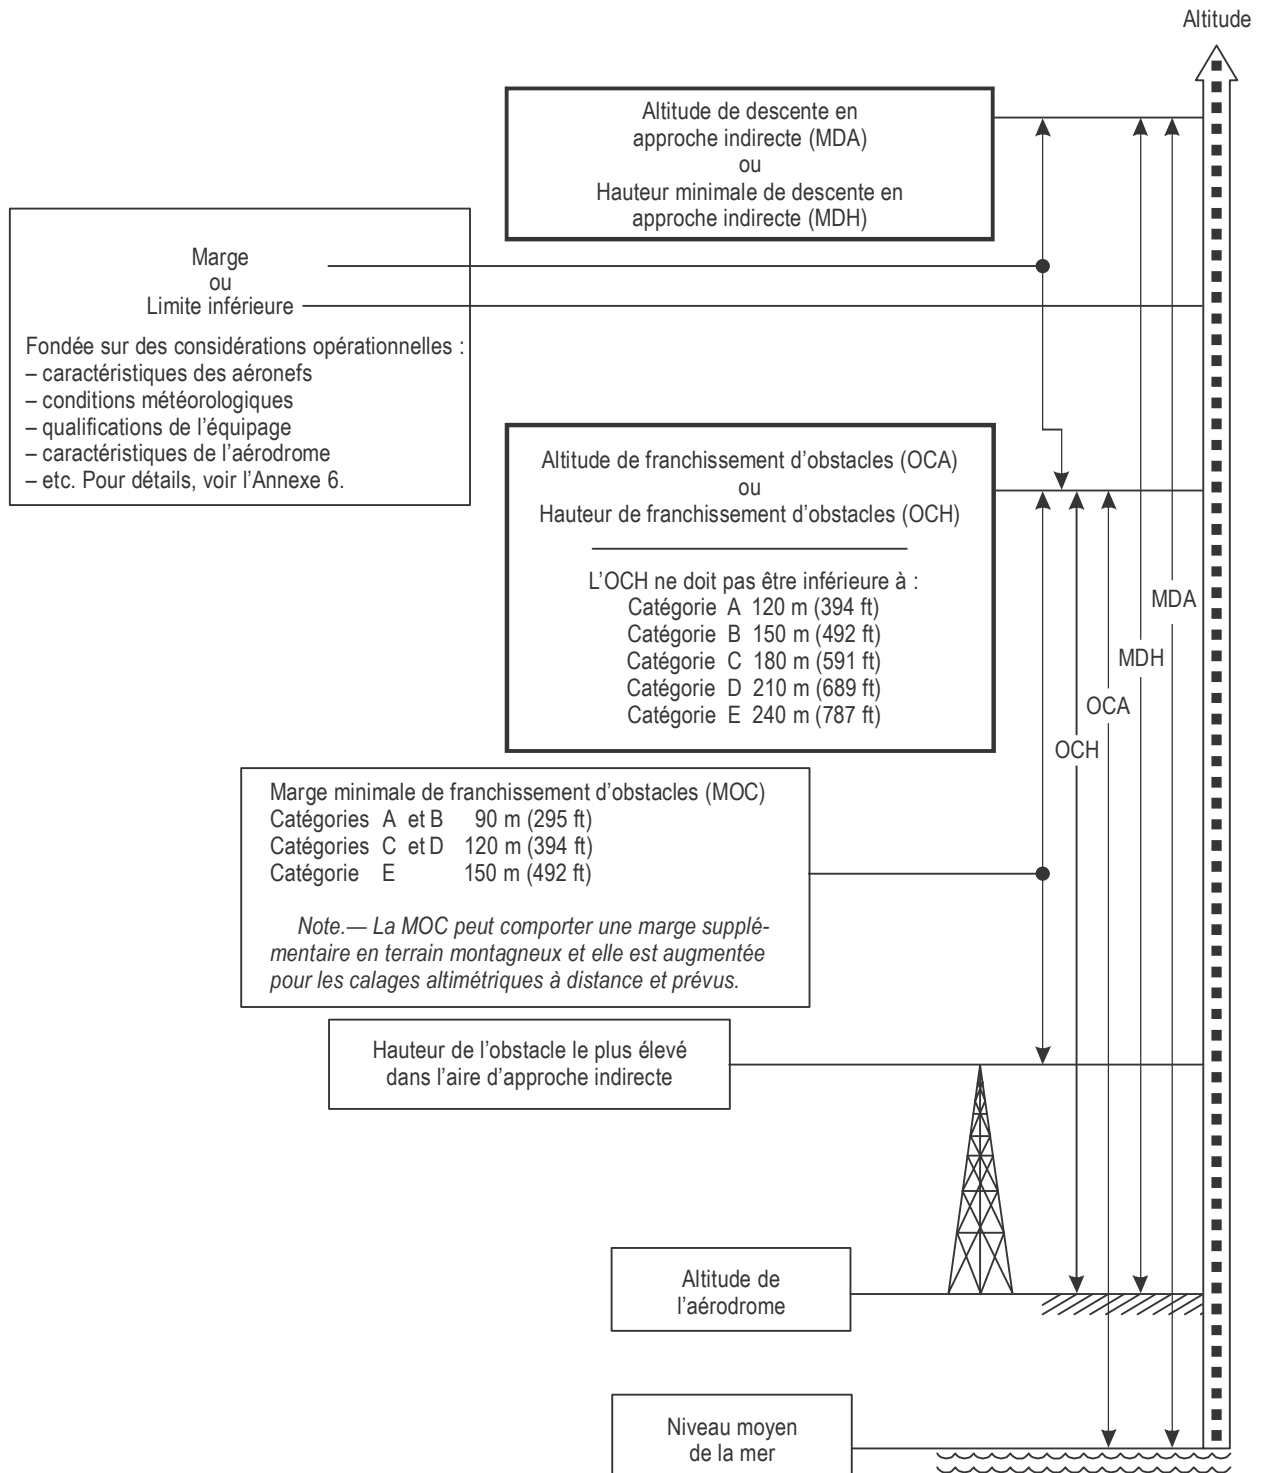 Altitude
Altitude de descente en
approche indirecte (MDA)
ou
Hauteur minimale de descente en
approche indirecte (MDH)
Marge
ou
Limite inférieure
Fondée sur des considérations opérationnelles :
– caractéristiques des aéronefs
– conditions météorologiques
– qualifications de l’équipage
– caractéristiques de l’aérodrome
– etc. Pour détails, voir l’Annexe 6.
Altitude de franchissement d’obstacles (OCA)
ou
Hauteur de franchissement d’obstacles (OCH)
L’OCH ne doit pas être inférieure à :
Catégorie A 120 m (394 ft)
Catégorie B 150 m (492 ft)
Catégorie C 180 m (591 ft)
Catégorie D 210 m (689 ft)
Catégorie E 240 m (787 ft)
MDA
MDH
OCA
OCH
Marge minimale de franchissement d’obstacles (MOC)
Catégories A et B 90 m (295 ft)
Catégories C et D 120 m (394 ft)
Catégorie E 150 m (492 ft)
Note.— La MOC peut comporter une marge supplé-
mentaire en terrain montagneux et elle est augmentée
pour les calages altimétriques à distance et prévus.
Hauteur de l’obstacle le plus élevé
dans l’aire d’approche indirecte
Altitude de
l’aérodrome
Niveau moyen
de la mer